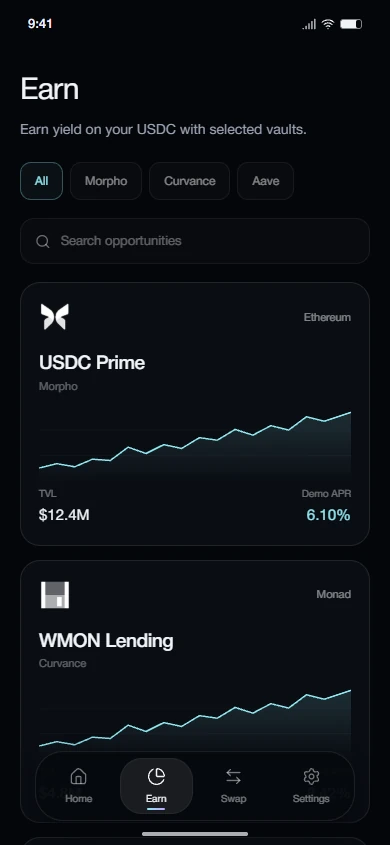 9:41
Earn
Earn yield on your USDC with selected vaults.
All Morpho Curvance Aave
Search opportunities
Ethereum
USDC Prime
Morpho
TVL Demo APR
$12.4M 6.10%
Monad
WMON Lending
Curvance
Home Earn Swap Settings